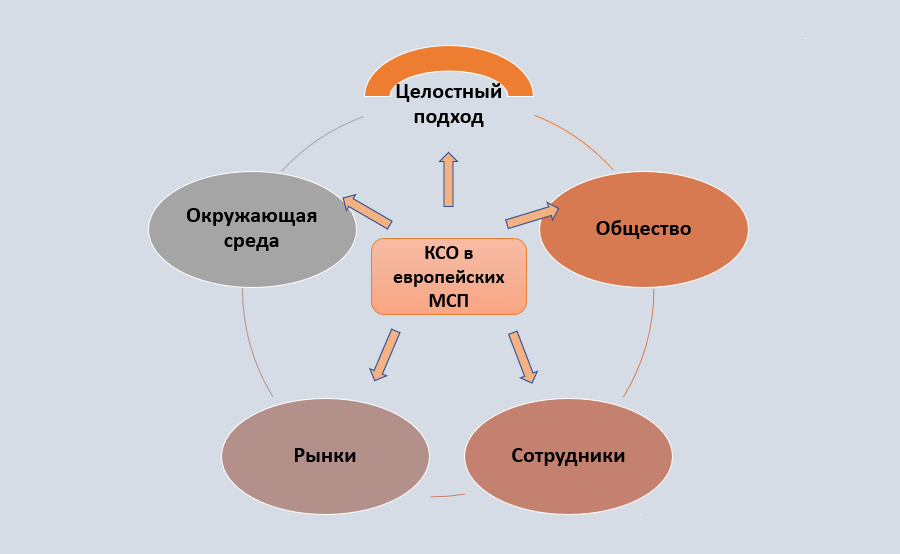 Целостный
подход
Окружающая
среда
Общество
КСО в
европейских
МСП
Рынки
Сотрудники